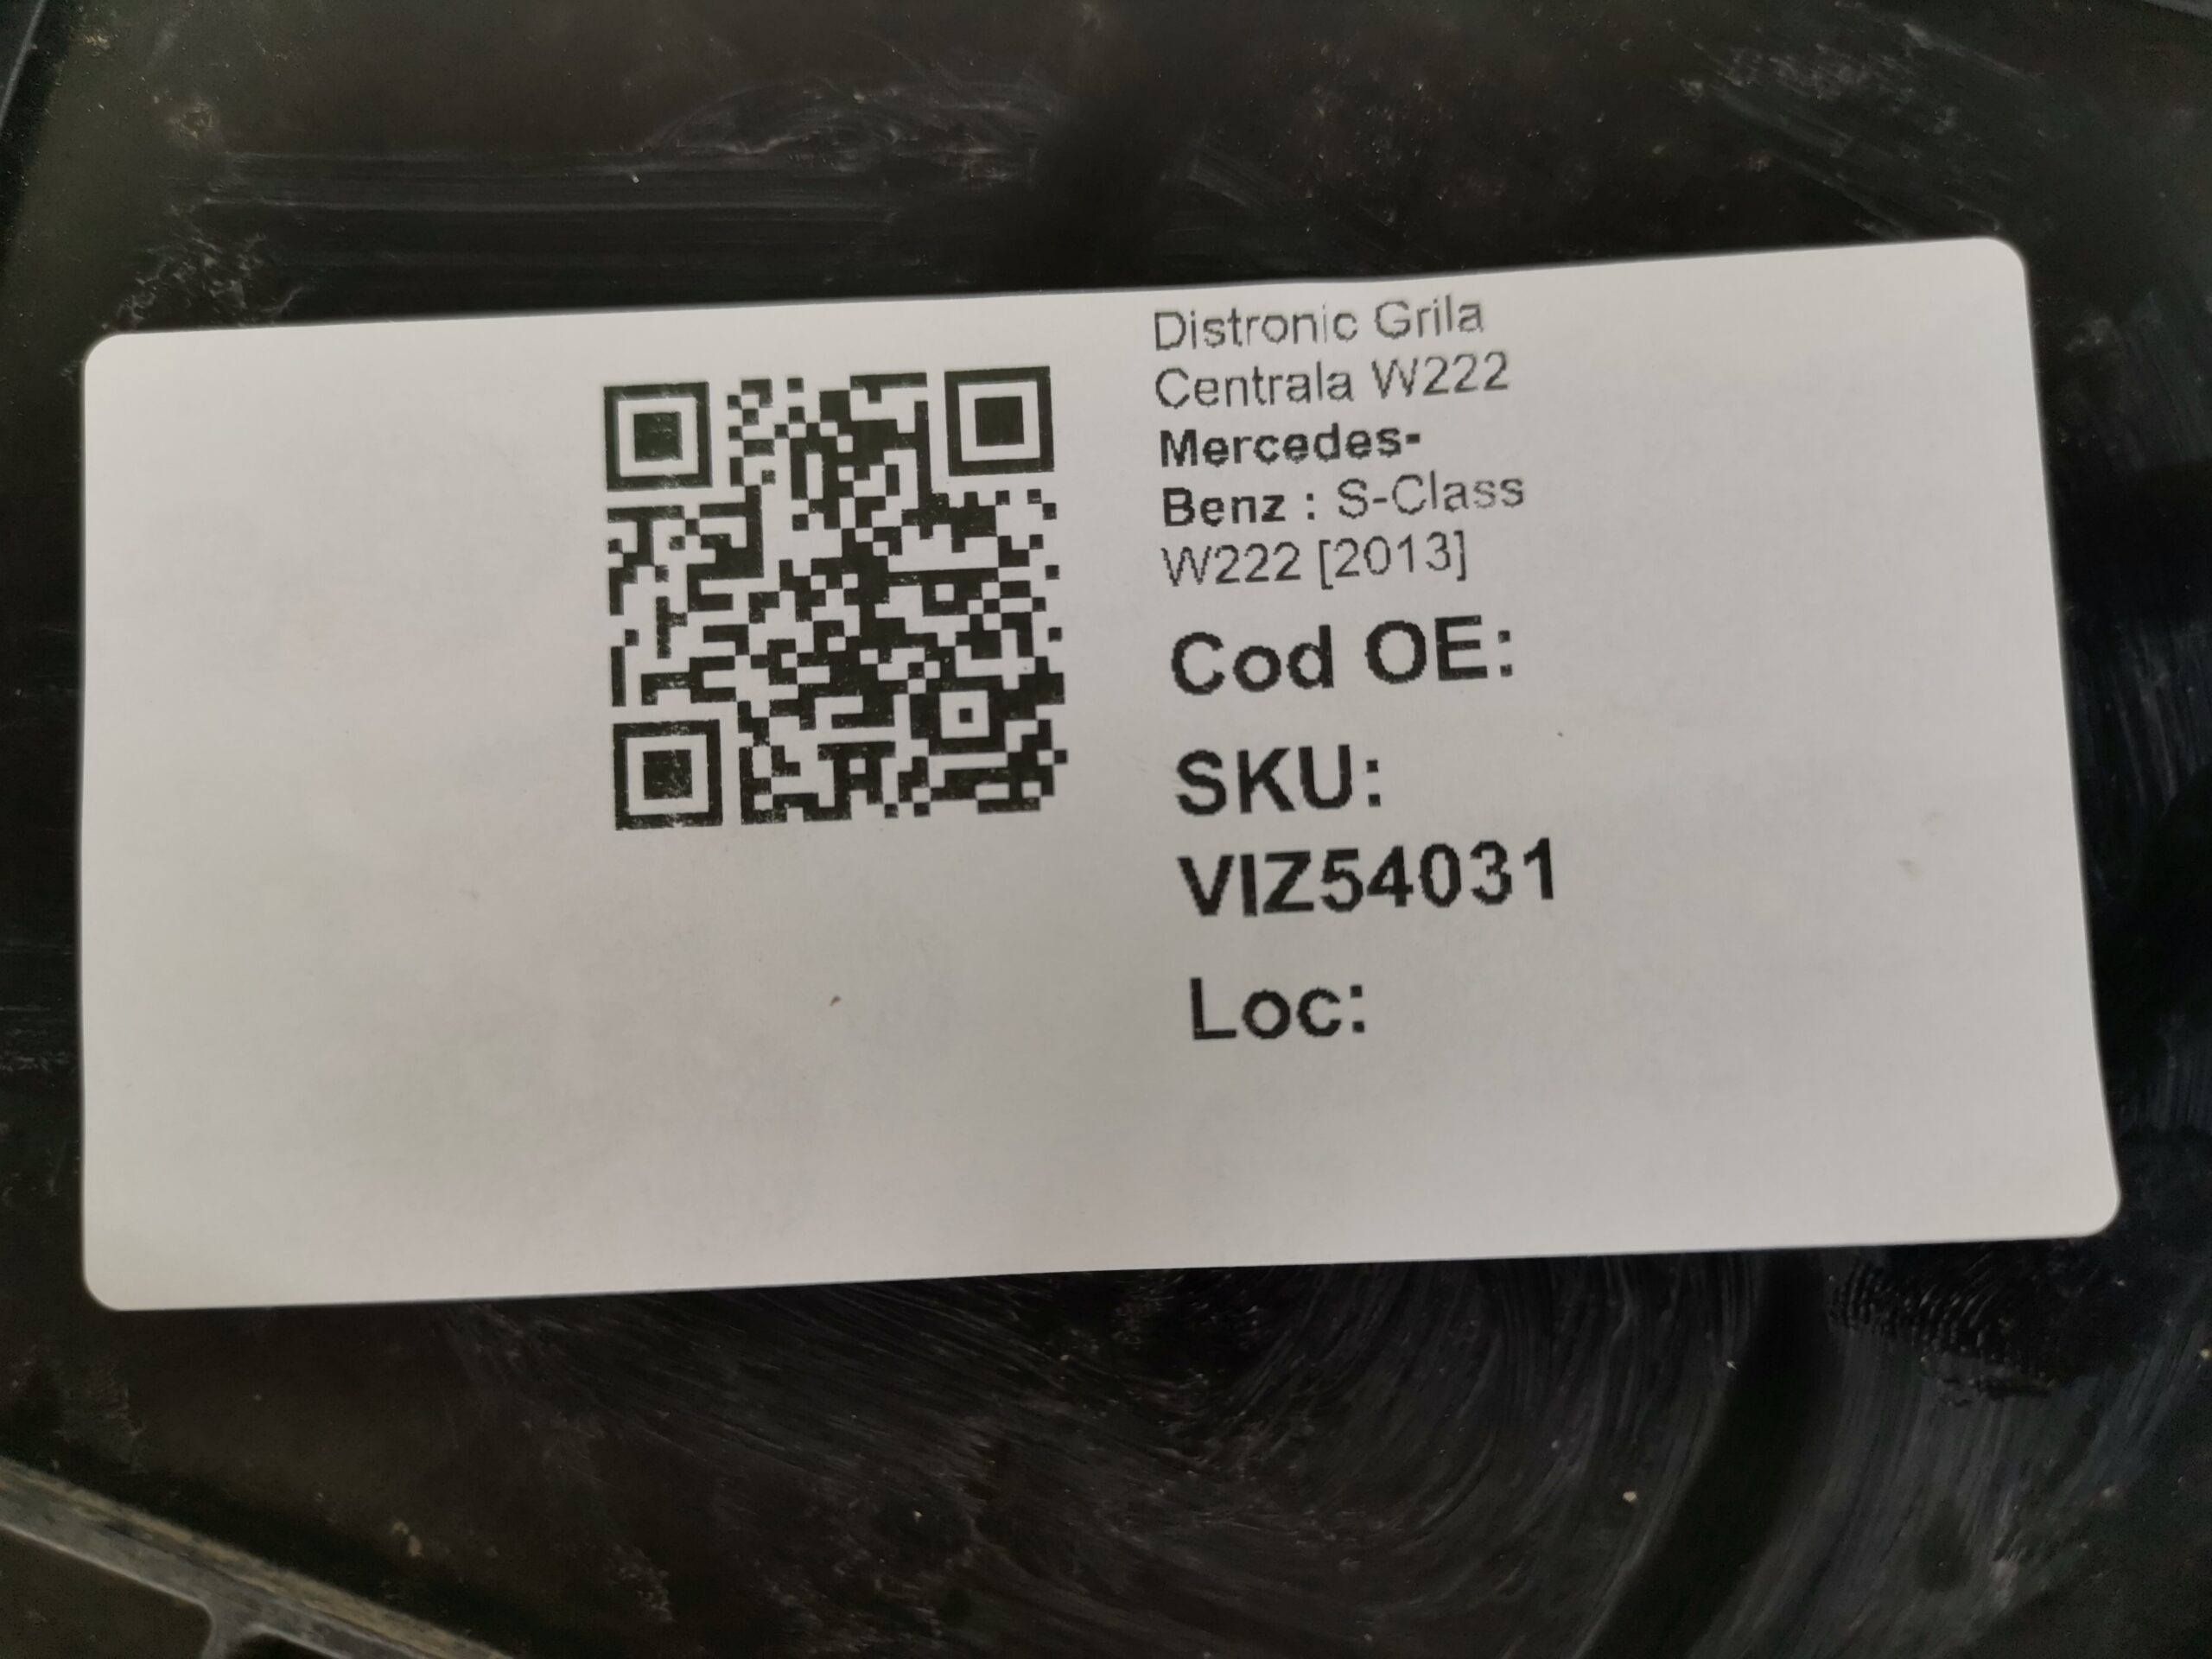 Distronic Grila
Centrala W222
Mercedes-
Benz : S-Class
W222 [2013]
Cod OE:
SKU:
VIZ54031
Loc: